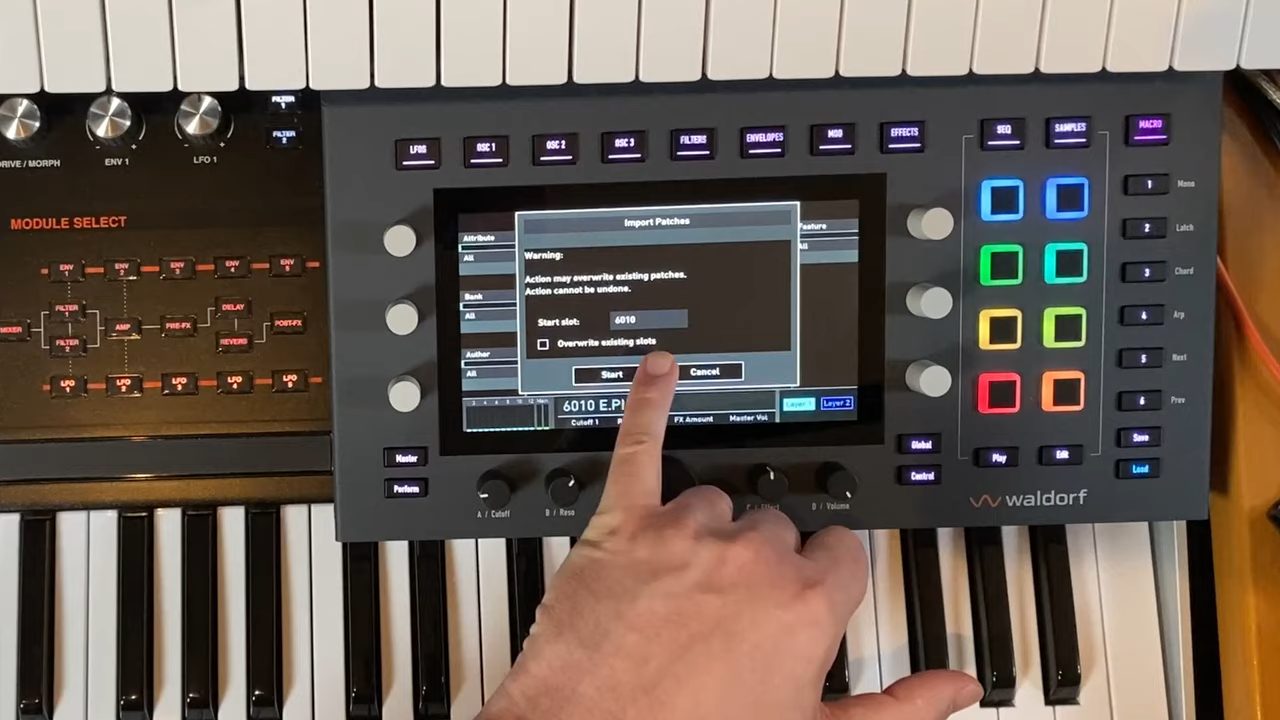 FILTER 1
FILTER 2
ENV 1
LFO 1
MODULE SELECT
ENV 1
ENV 2
ENV 3
ENV 4
ENV 5
FILTER 1
DELAY
MIXER
AMP
PRE-FX
POST-FX
FILTER 2
REVERB
LFO 1
LFO 2
LFO 3
LFO 4
LFO 5
LFOS
OSC 1
OSC 2
OSC 3
FILTERS
ENVELOPES
MOD
EFFECTS
SEQ
SAMPLES
MACRO
Import Patches
Attribute
All
Bank
All
Author
All
Feature
All
Warning:
Action may overwrite existing patches.
Action cannot be undone.
Start slot: 6010
Overwrite existing slots
Start
Cancel
6010
Cutoff 1
FX Amount
Master Vol
Layer 1
Layer 2
Master
Perform
A / Cutoff
B / Reso
D / Volume
Global
Control
Play
Edit
1 Mono
2 Latch
3 Chord
4 Arp
5 Next
6 Prev
Save
Load
waldorf